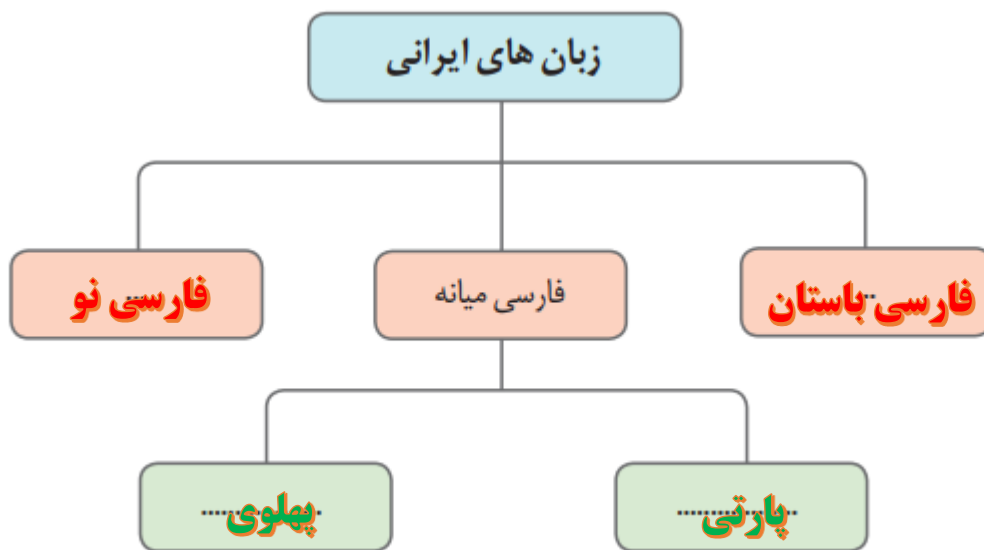 زبان های ایرانی
فارسی باستان
فارسی میانه
فارسی نو
پارتی
پهلوی